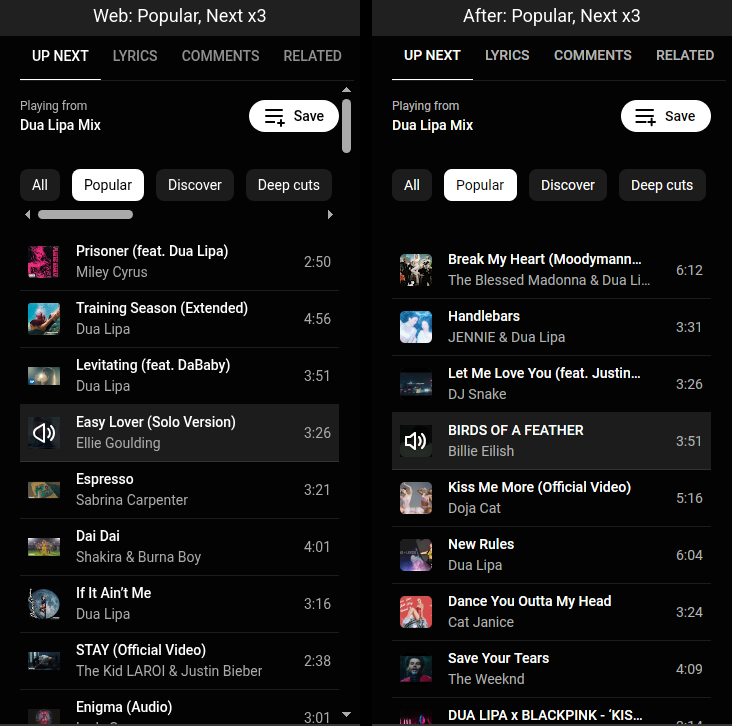 Web: Popular, Next x3
UP NEXT LYRICS COMMENTS RELATED
Playing from
Dua Lipa Mix
Save
All Popular Discover Deep cuts
Prisoner (feat. Dua Lipa)
Miley Cyrus
2:50
Training Season (Extended)
Dua Lipa
4:56
Levitating (feat. DaBaby)
Dua Lipa
3:51
Easy Lover (Solo Version)
Ellie Goulding
3:26
Espresso
Sabrina Carpenter
3:21
Dai Dai
Shakira & Burna Boy
4:01
If It Ain't Me
Dua Lipa
3:16
STAY (Official Video)
The Kid LAROI & Justin Bieber
2:38
Enigma (Audio)
3:01
After: Popular, Next x3
UP NEXT LYRICS COMMENTS RELATED
Playing from
Dua Lipa Mix
Save
All Popular Discover Deep cuts
Break My Heart (Moodymann...
The Blessed Madonna & Dua Li...
6:12
Handlebars
JENNIE & Dua Lipa
3:31
Let Me Love You (feat. Justin...
DJ Snake
3:26
BIRDS OF A FEATHER
Billie Eilish
3:51
Kiss Me More (Official Video)
Doja Cat
5:16
New Rules
Dua Lipa
6:04
Dance You Outta My Head
Cat Janice
3:24
Save Your Tears
The Weeknd
4:09
DUA LIPA x BLACKPINK - ‘KIS...